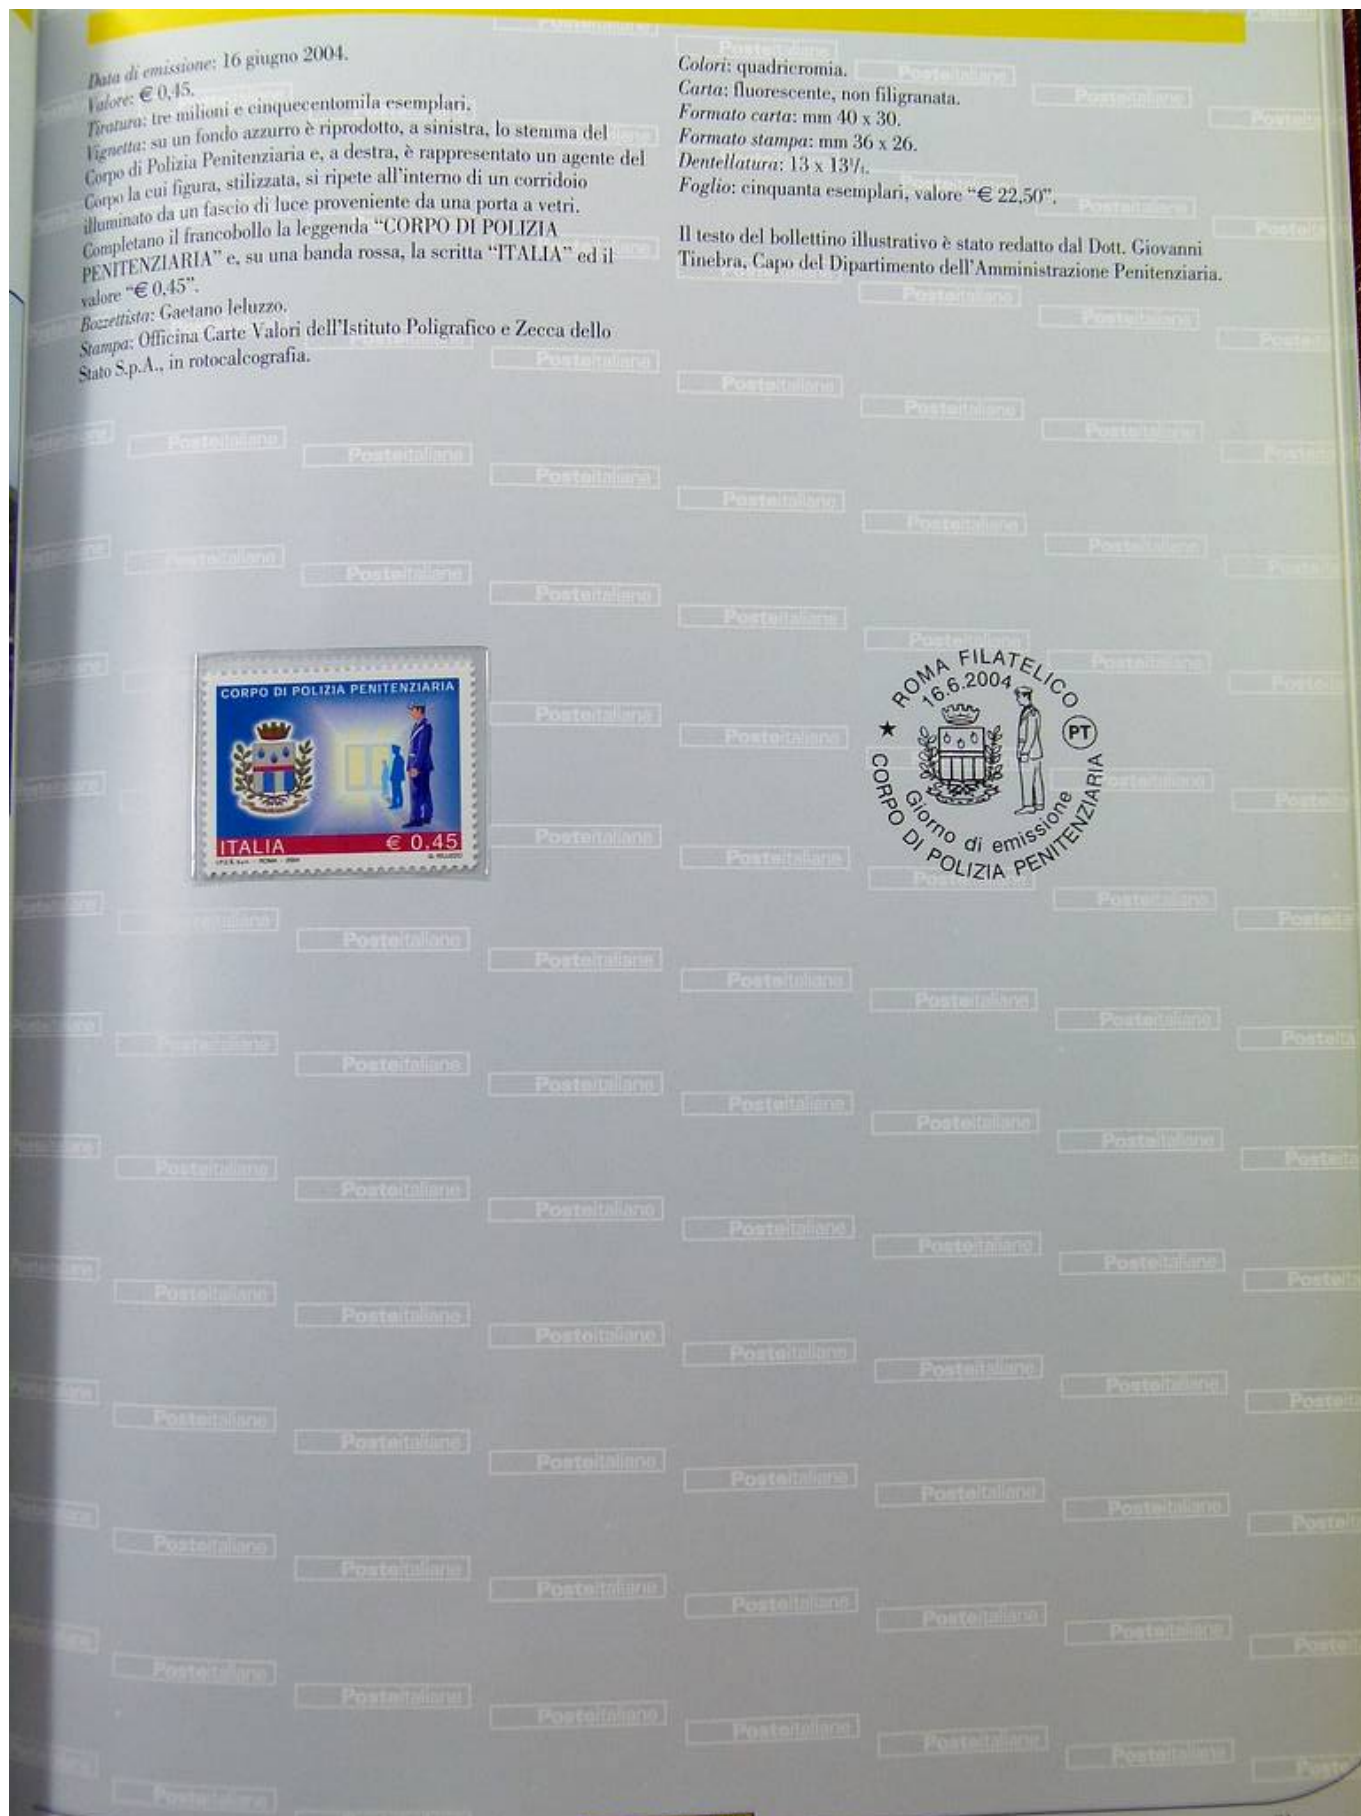 Data di emissione: 16 giugno 2004.
Valore: € 0,45.
Tiratura: tre milioni e cinquecentomila esemplari.
Vignetta: su un fondo azzurro è riprodotto, a sinistra, lo stemma del
Corpo di Polizia Penitenziaria e, a destra, è rappresentato un agente del
Corpo la cui figura, stilizzata, si ripete all'interno di un corridoio
illuminato da un fascio di luce proveniente da una porta a vetri.
Completano il francobollo la leggenda “CORPO DI POLIZIA
PENITENZIARIA” e, su una banda rossa, la scritta “ITALIA” ed il
valore “€ 0,45”.
Bozzettista: Gaetano Ieluzzo.
Stampa: Officina Carte Valori dell'Istituto Poligrafico e Zecca dello
Stato S.p.A., in rotocalcografia.
Colori: quadricromia.
Carta: fluorescente, non filigranata.
Formato carta: mm 40 x 30.
Formato stampa: mm 36 x 26.
Dentellatura: 13 x 13¼.
Foglio: cinquanta esemplari, valore “€ 22,50”.
Il testo del bollettino illustrativo è stato redatto dal Dott. Giovanni
Tinebra, Capo del Dipartimento dell'Amministrazione Penitenziaria.
CORPO DI POLIZIA PENITENZIARIA
ITALIA € 0,45
I.P.Z.S. S.p.A. - ROMA - 2004 G. IELUZZO
ROMA FILATELICO
16.6.2004
PT
Giorno di emissione
CORPO DI POLIZIA PENITENZIARIA
Posteitaliane